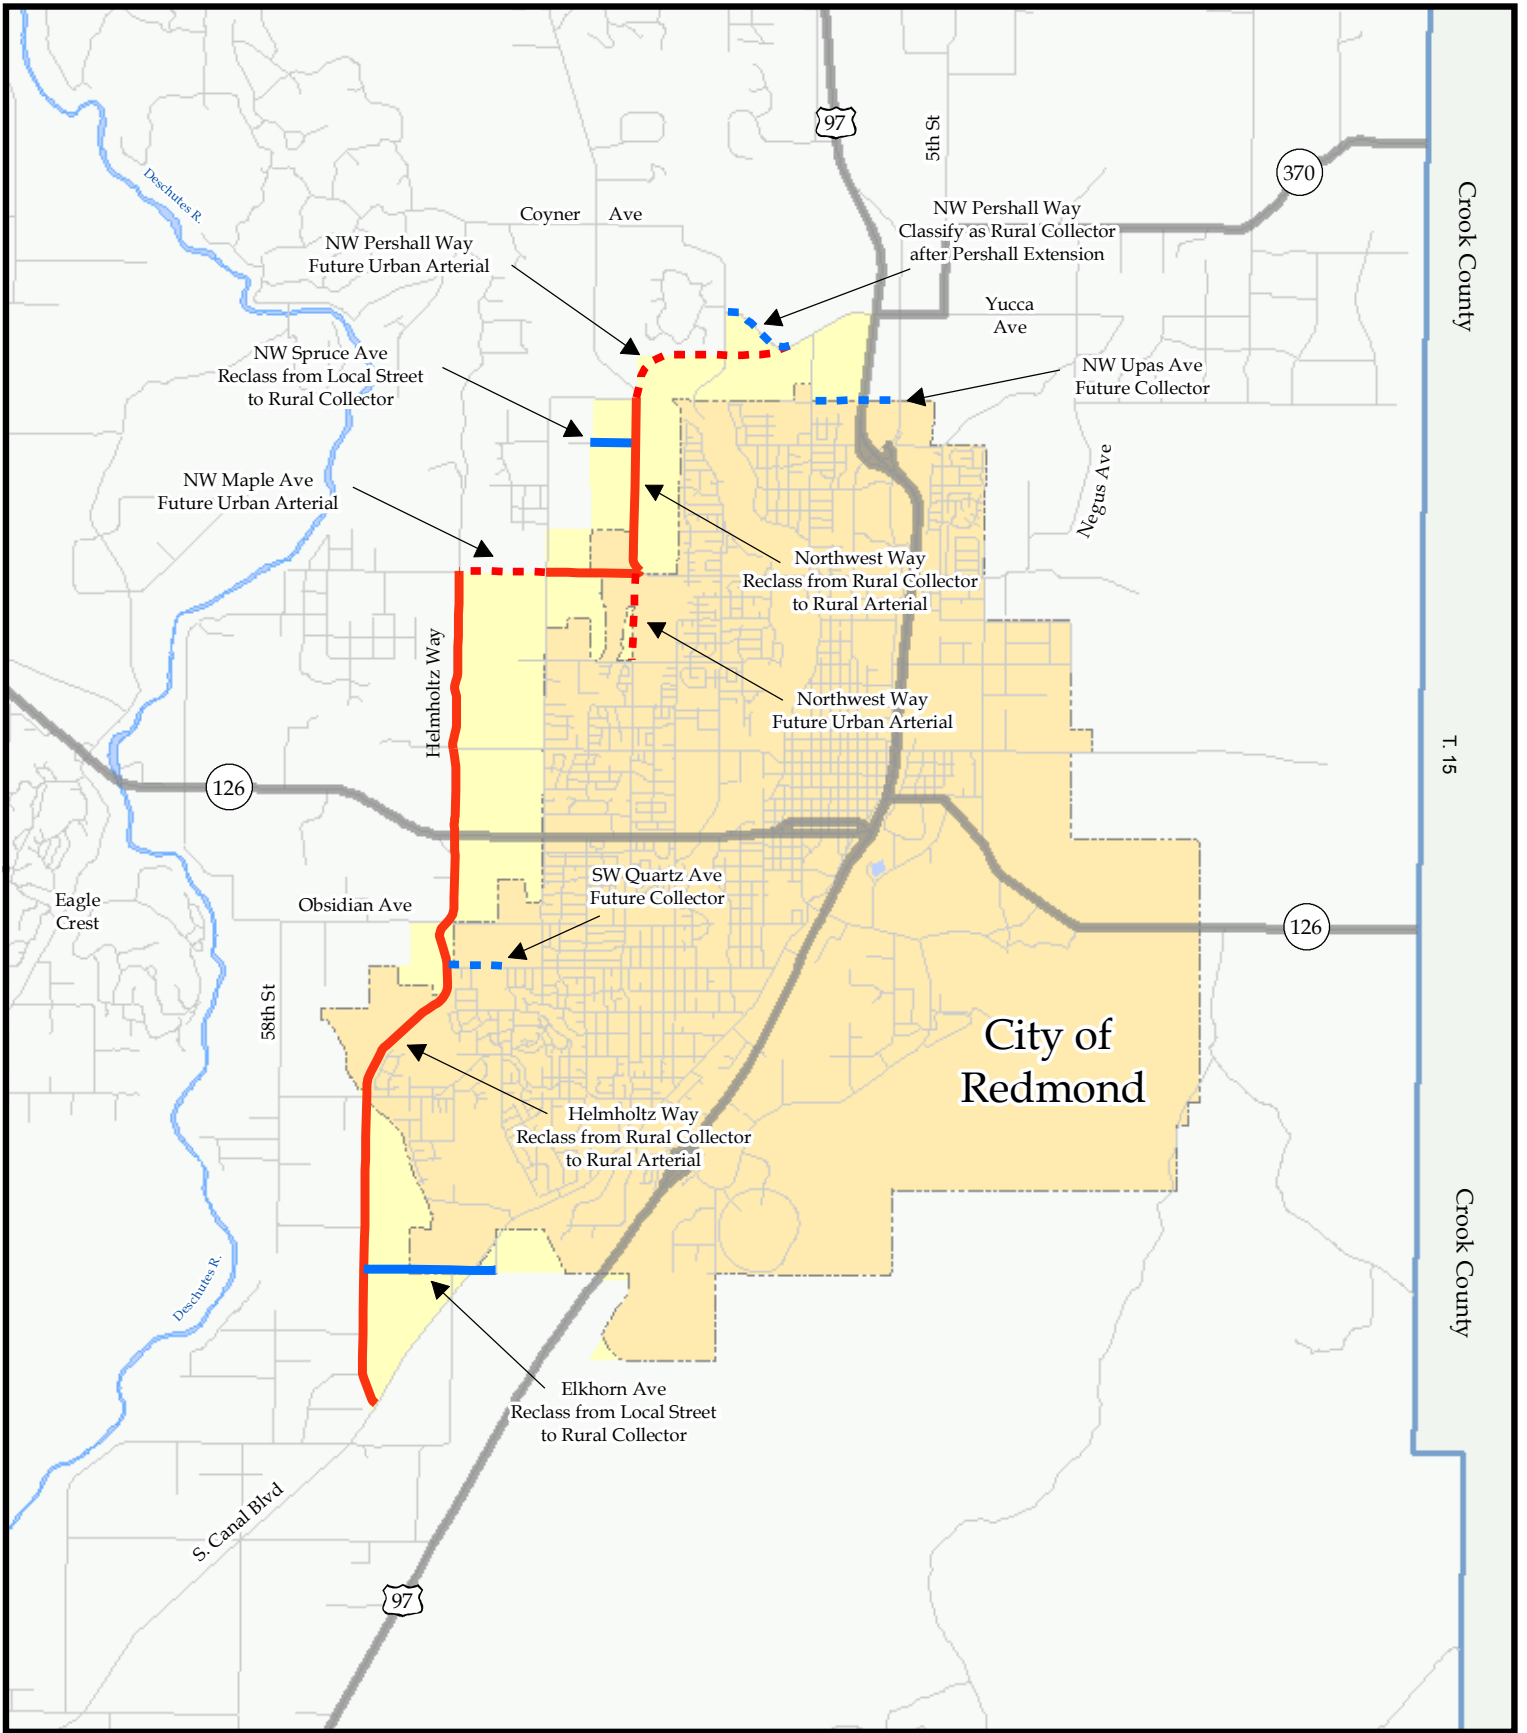 97
5th St
370
Deschutes R.
Crook County
Coyner Ave
NW Pershall Way
Classify as Rural Collector
after Pershall Extension
NW Pershall Way
Future Urban Arterial
Yucca
Ave
NW Spruce Ave
Reclass from Local Street
to Rural Collector
NW Upas Ave
Future Collector
NW Maple Ave
Future Urban Arterial
Negus Ave
Northwest Way
Reclass from Rural Collector
to Rural Arterial
Helmholtz Way
Northwest Way
Future Urban Arterial
T. 15
126
SW Quartz Ave
Future Collector
Eagle
Crest
Obsidian Ave
126
58th St
City of
Redmond
Helmholtz Way
Reclass from Rural Collector
to Rural Arterial
Crook County
Deschutes R.
Elkhorn Ave
Reclass from Local Street
to Rural Collector
S. Canal Blvd
97